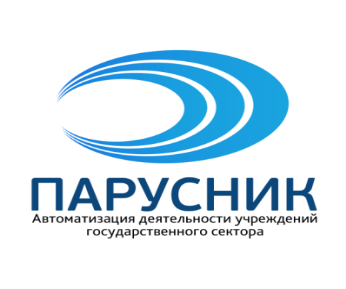 ПАРУСНИК
Автоматизация деятельности учреждений
государственного сектора